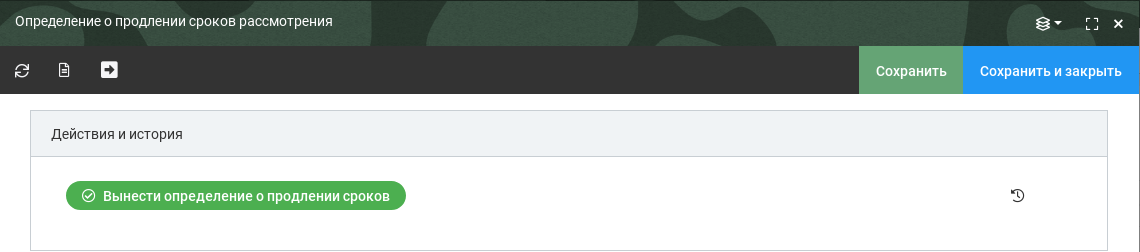 Определение о продлении сроков рассмотрения
Сохранить
Сохранить и закрыть
Действия и история
Вынести определение о продлении сроков